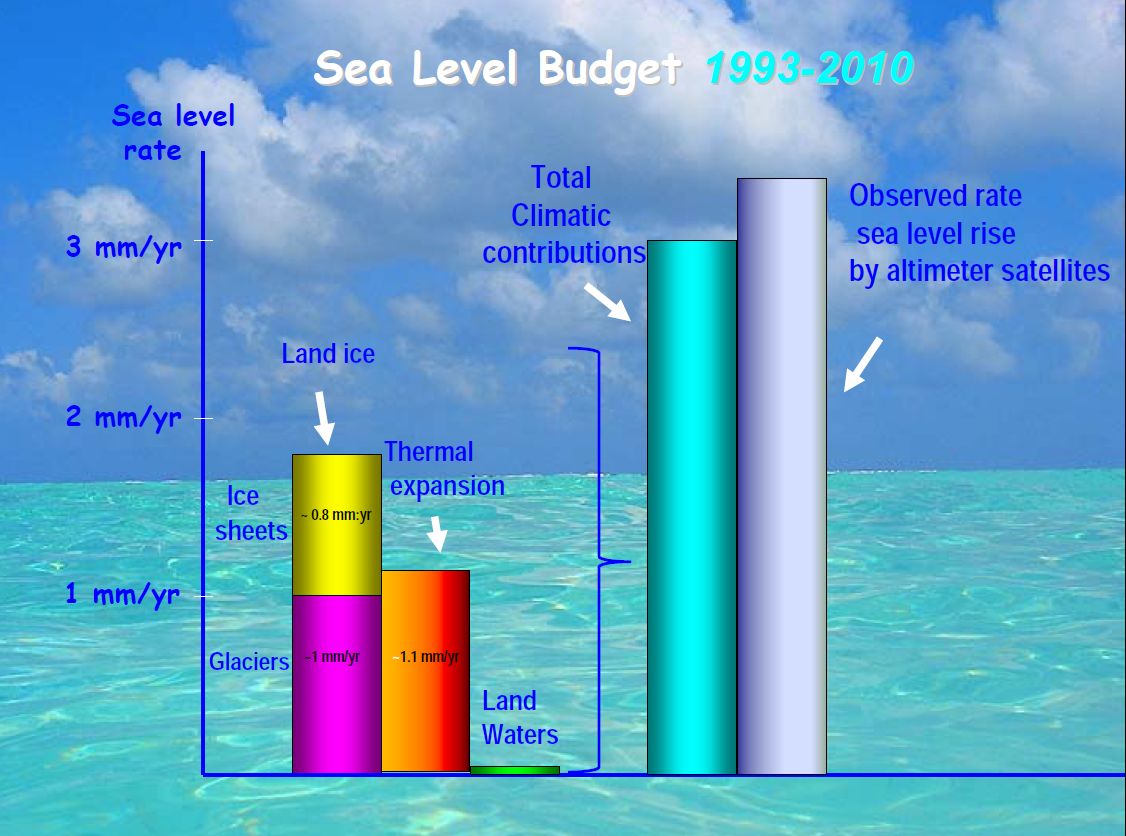 Sea Level Budget 1993-2010
Sea level
rate
3 mm/yr
2 mm/yr
1 mm/yr
Land ice
Ice
sheets
~ 0.8 mm:yr
Glaciers
~1 mm/yr
Thermal
expansion
~1.1 mm/yr
Land
Waters
Total
Climatic
contributions
Observed rate
sea level rise
by altimeter satellites